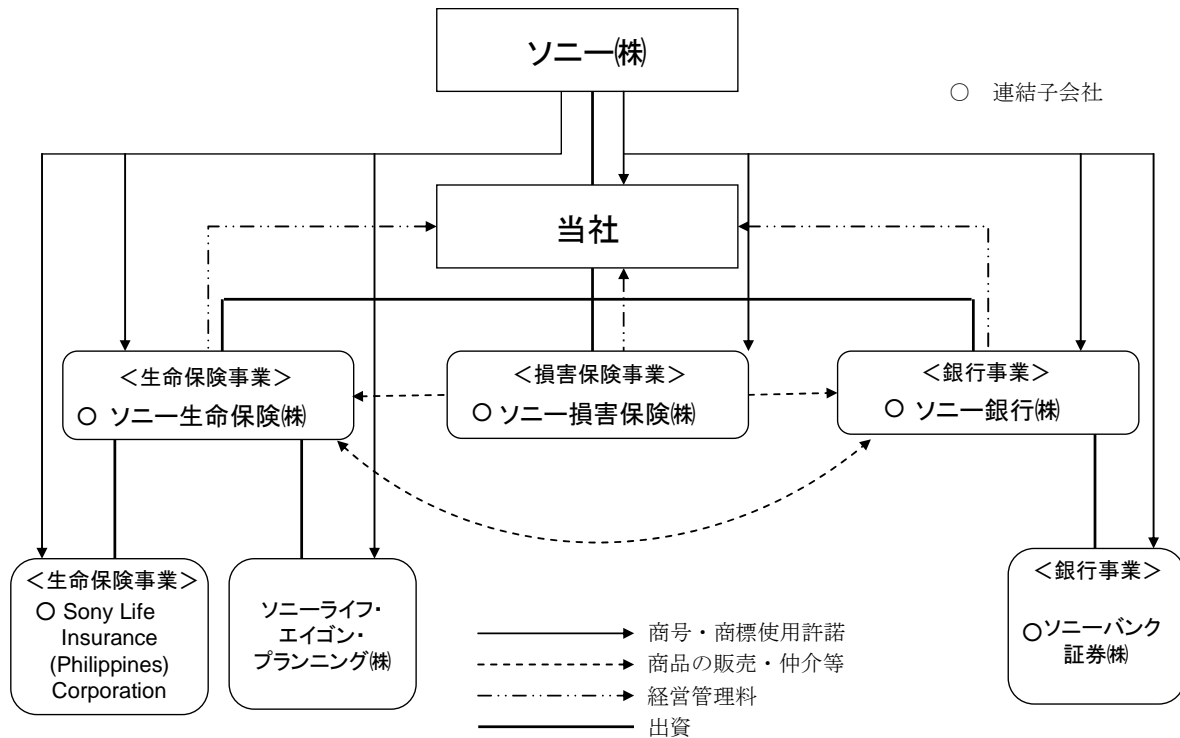 ソニー㈱
○ 連結子会社
当社
＜生命保険事業＞
○ ソニー生命保険㈱
＜損害保険事業＞
○ ソニー損害保険㈱
＜銀行事業＞
○ ソニー銀行㈱
＜生命保険事業＞
○ Sony Life
Insurance
(Philippines)
Corporation
ソニーライフ・
エイゴン・
プランニング㈱
＜銀行事業＞
○ソニーバンク
証券㈱
商号・商標使用許諾
商品の販売・仲介等
経営管理料
出資